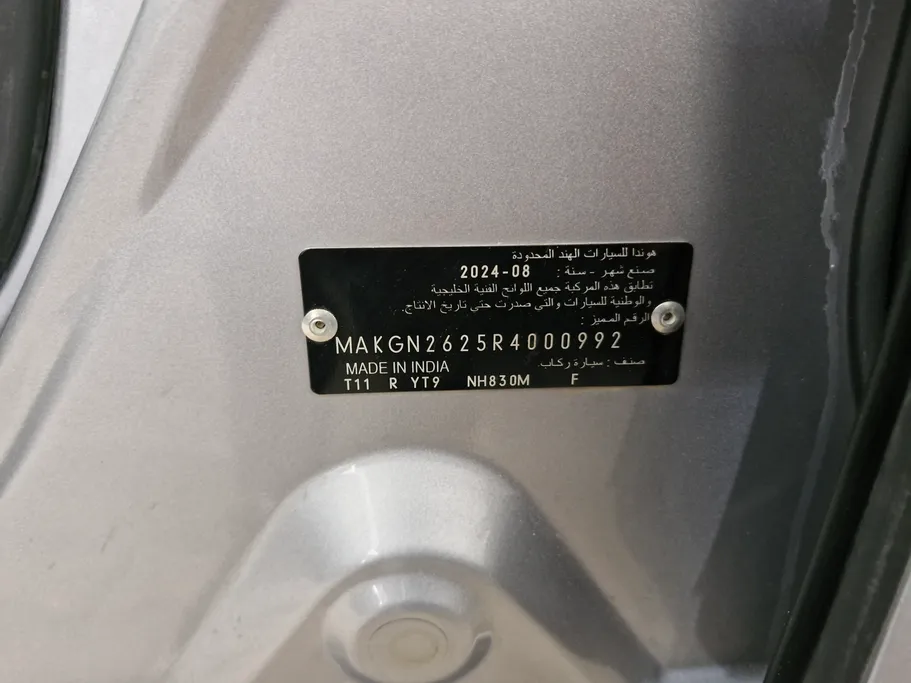 هوندا للسيارات الهند المحدودة
صنع شهر - سنة : 2024-08
تطابق هذه المركبة جميع اللوائح الفنية الخليجية
والوطنية للسيارات والتي صدرت حتى تاريخ الانتاج.
الرقم المميز :
MAKGN2625R4000992
صنف : سيارة ركاب.
MADE IN INDIA
T11 R YT9 NH830M F